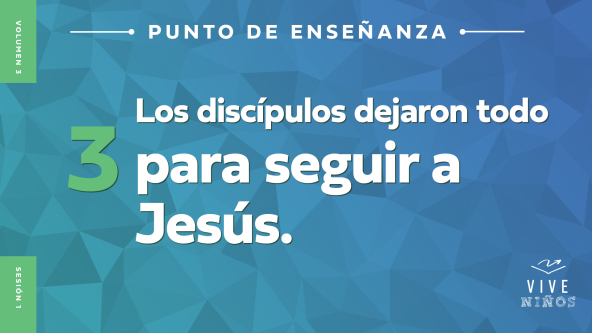 VOLUMEN 3
PUNTO DE ENSEÑANZA
3
Los discípulos dejaron todo
para seguir a
Jesús.
SESIÓN 1
VIVE
NIÑOS